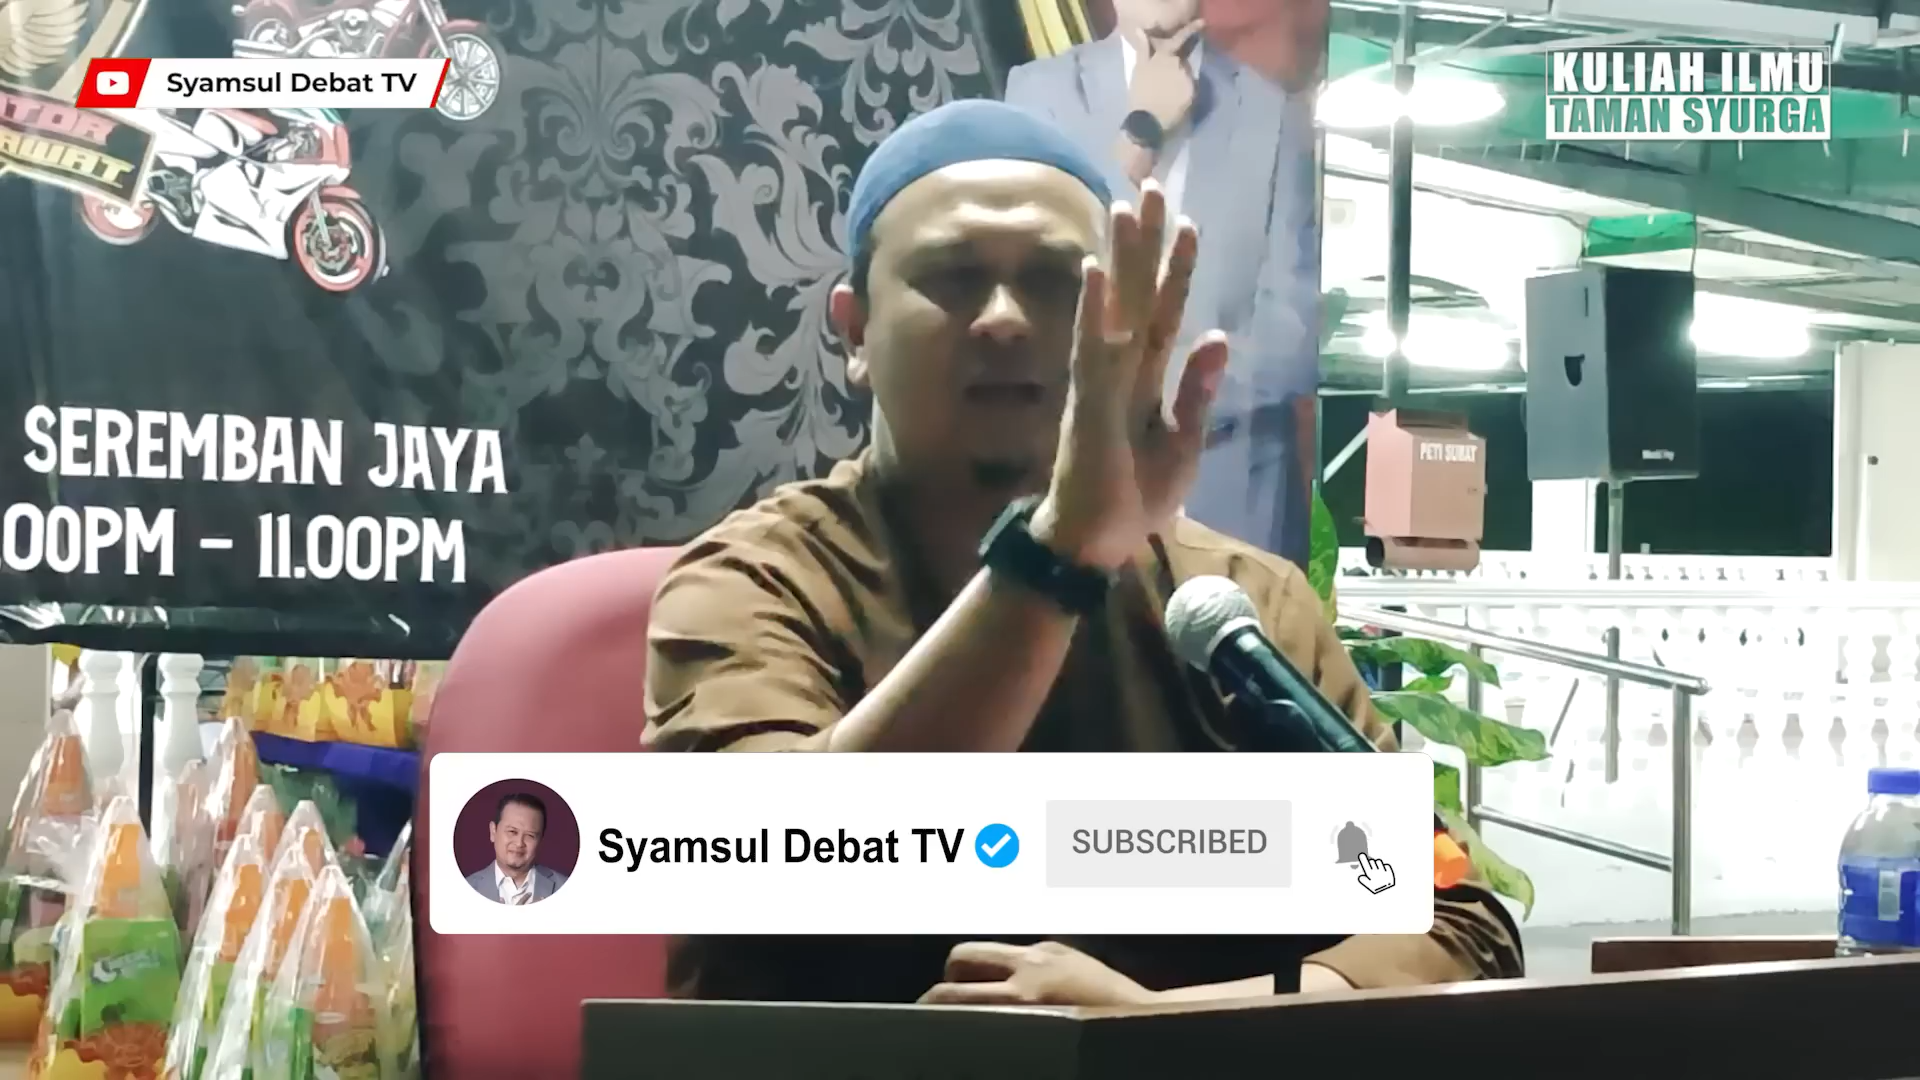 Syamsul Debat TV
KULIAH ILMU
TAMAN SYURGA
SEREMBAN JAYA
.00PM - 11.00PM
PETI SURAT
Syamsul Debat TV
SUBSCRIBED